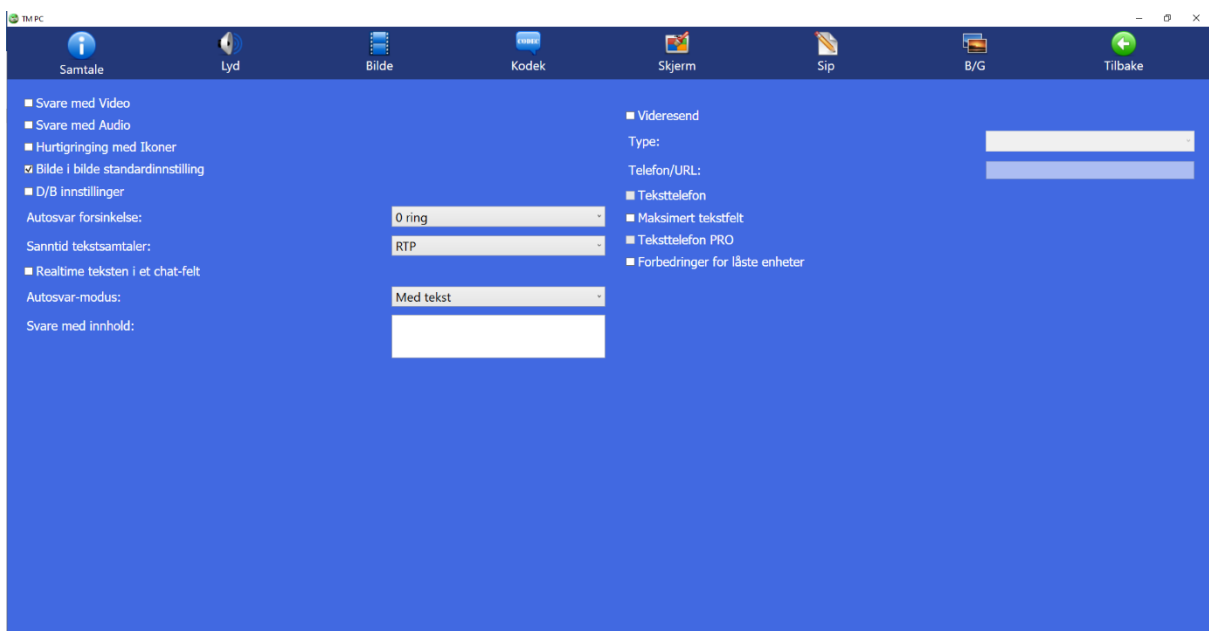 TM PC
Samtale
Lyd
Bilde
CODEC
Kodek
Skjerm
Sip
B/G
Tilbake
Svare med Video
Svare med Audio
Hurtigringing med Ikoner
Bilde i bilde standardinnstilling
D/B innstillinger
Autosvar forsinkelse:
0 ring
Sanntid tekstsamtaler:
RTP
Realtime teksten i et chat-felt
Autosvar-modus:
Med tekst
Svare med innhold:
Videresend
Type:
Telefon/URL:
Teksttelefon
Maksimert tekstfelt
Teksttelefon PRO
Forbedringer for låste enheter